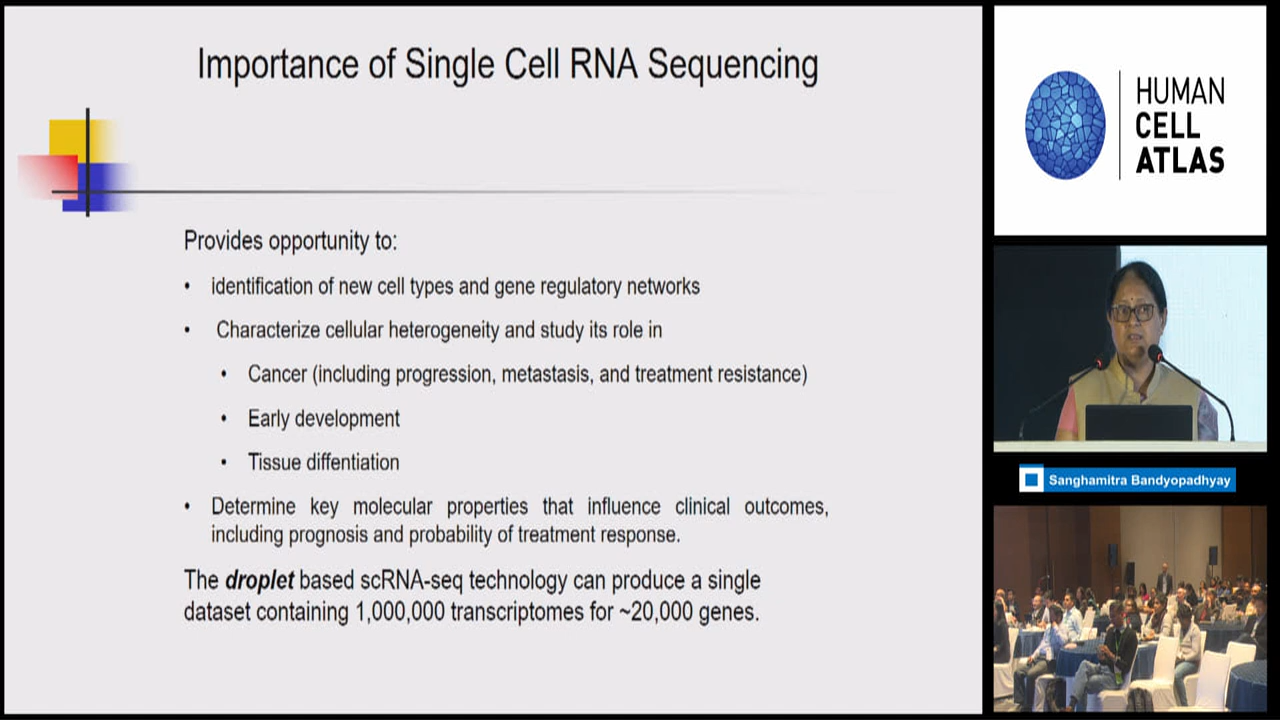 Importance of Single Cell RNA Sequencing
Provides opportunity to:
• identification of new cell types and gene regulatory networks
• Characterize cellular heterogeneity and study its role in
• Cancer (including progression, metastasis, and treatment resistance)
• Early development
• Tissue diffentiation
• Determine key molecular properties that influence clinical outcomes,
including prognosis and probability of treatment response.
The droplet based scRNA-seq technology can produce a single
dataset containing 1,000,000 transcriptomes for ~20,000 genes.
HUMAN
CELL
ATLAS
Sanghamitra Bandyopadhyay